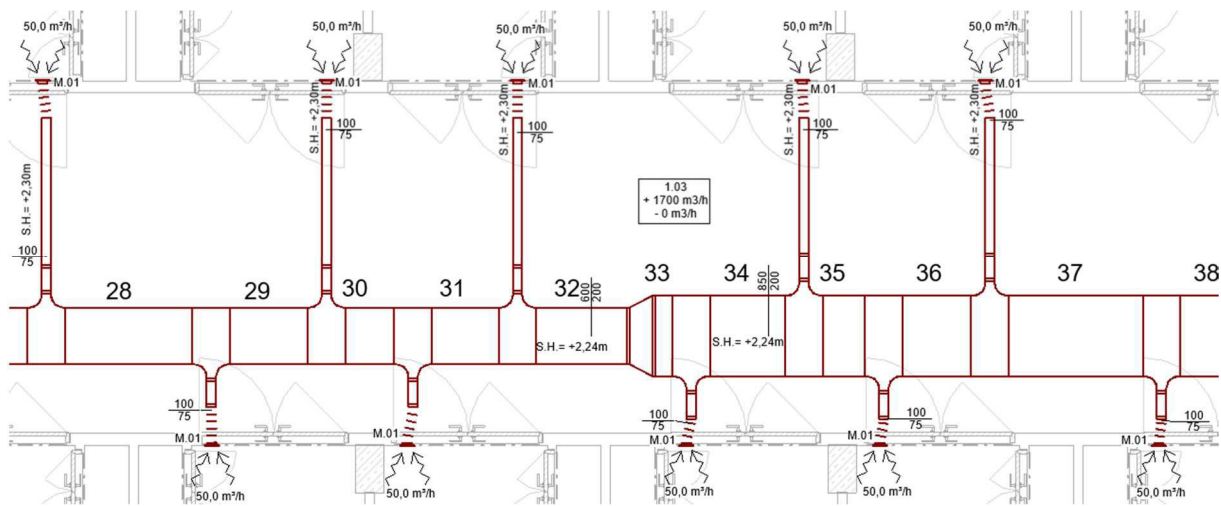 50,0 m³/h
50,0 m³/h
50,0 m³/h
50,0 m³/h
50,0 m³/h
M.01
M.01
M.01
M.01
M.01
S.H.= +2,30m
S.H.= +2,30m
S.H.= +2,30m
S.H.= +2,30m
S.H.= +2,30m
100
75
100
75
100
75
100
75
100
75
1.03
+ 1700 m3/h
- 0 m3/h
28
29
30
31
32
33
34
35
36
37
38
600
200
850
200
S.H.= +2,24m
S.H.= +2,24m
100
75
100
75
100
75
100
75
M.01
M.01
M.01
M.01
M.01
50,0 m³/h
50,0 m³/h
50,0 m³/h
50,0 m³/h
50,0 m³/h